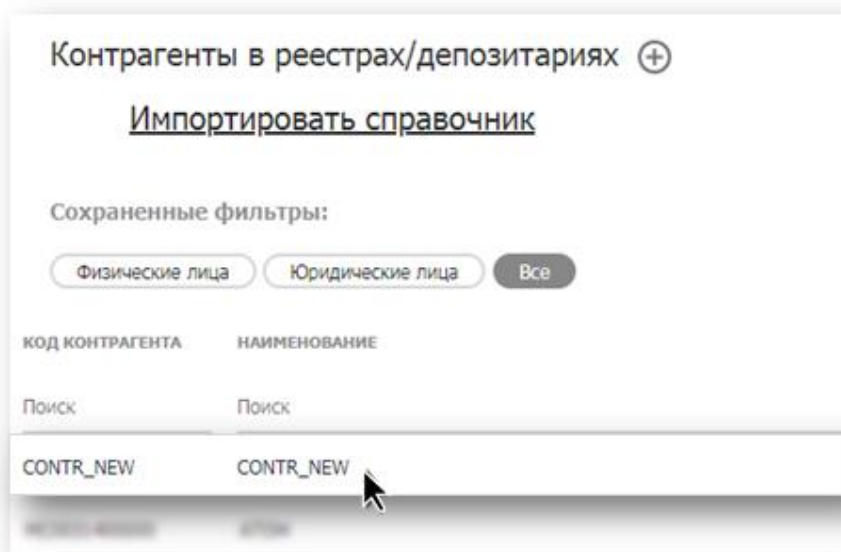 Контрагенты в реестрах/депозитариях
Импортировать справочник
Сохраненные фильтры:
Физические лица Юридические лица Все
КОД КОНТРАГЕНТА НАИМЕНОВАНИЕ
Поиск Поиск
CONTR_NEW CONTR_NEW